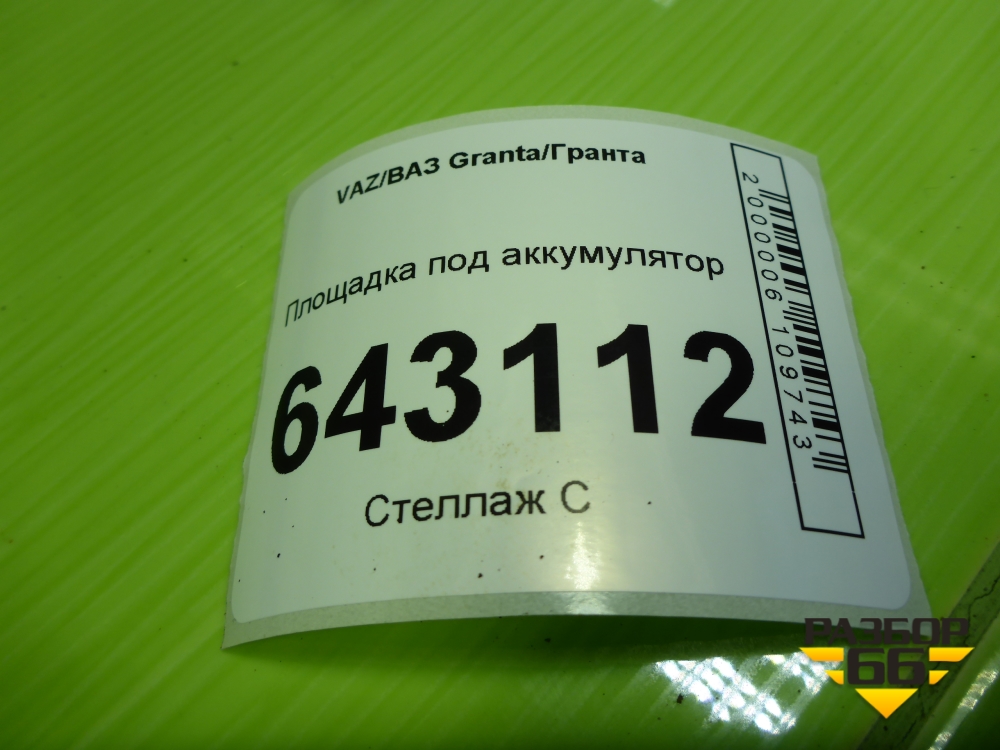 VAZ/ВАЗ Granta/Гранта
Площадка под аккумулятор
643112
Стеллаж С
2000006109743
РАЗБОР
66